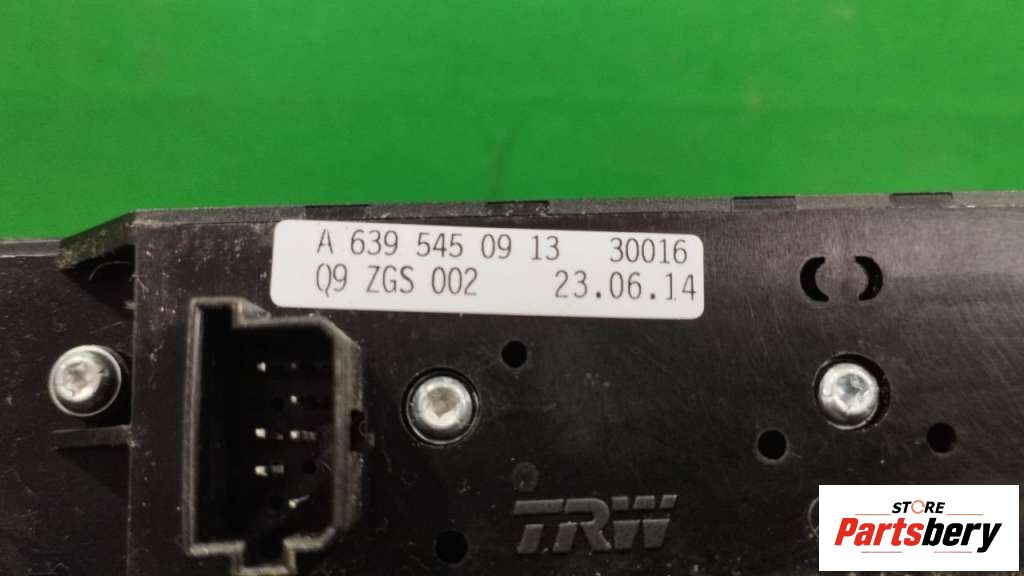 A 639 545 09 13 30016
Q9 ZGS 002 23.06.14
TRW
STORE
Partsbery